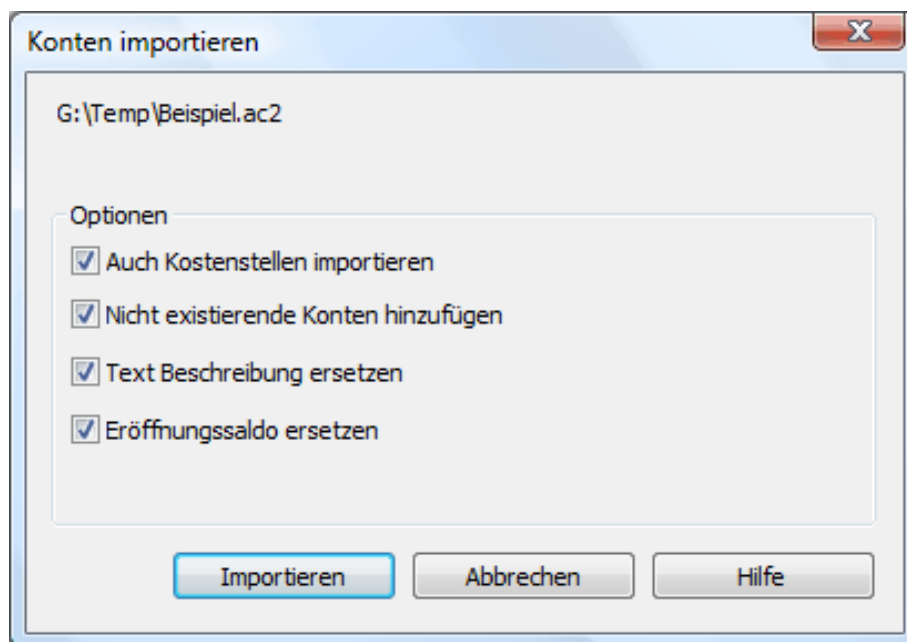 Konten importieren
G:\Temp\Beispiel.ac2
Optionen
Auch Kostenstellen importieren
Nicht existierende Konten hinzufügen
Text Beschreibung ersetzen
Eröffnungssaldo ersetzen
Importieren Abbrechen Hilfe